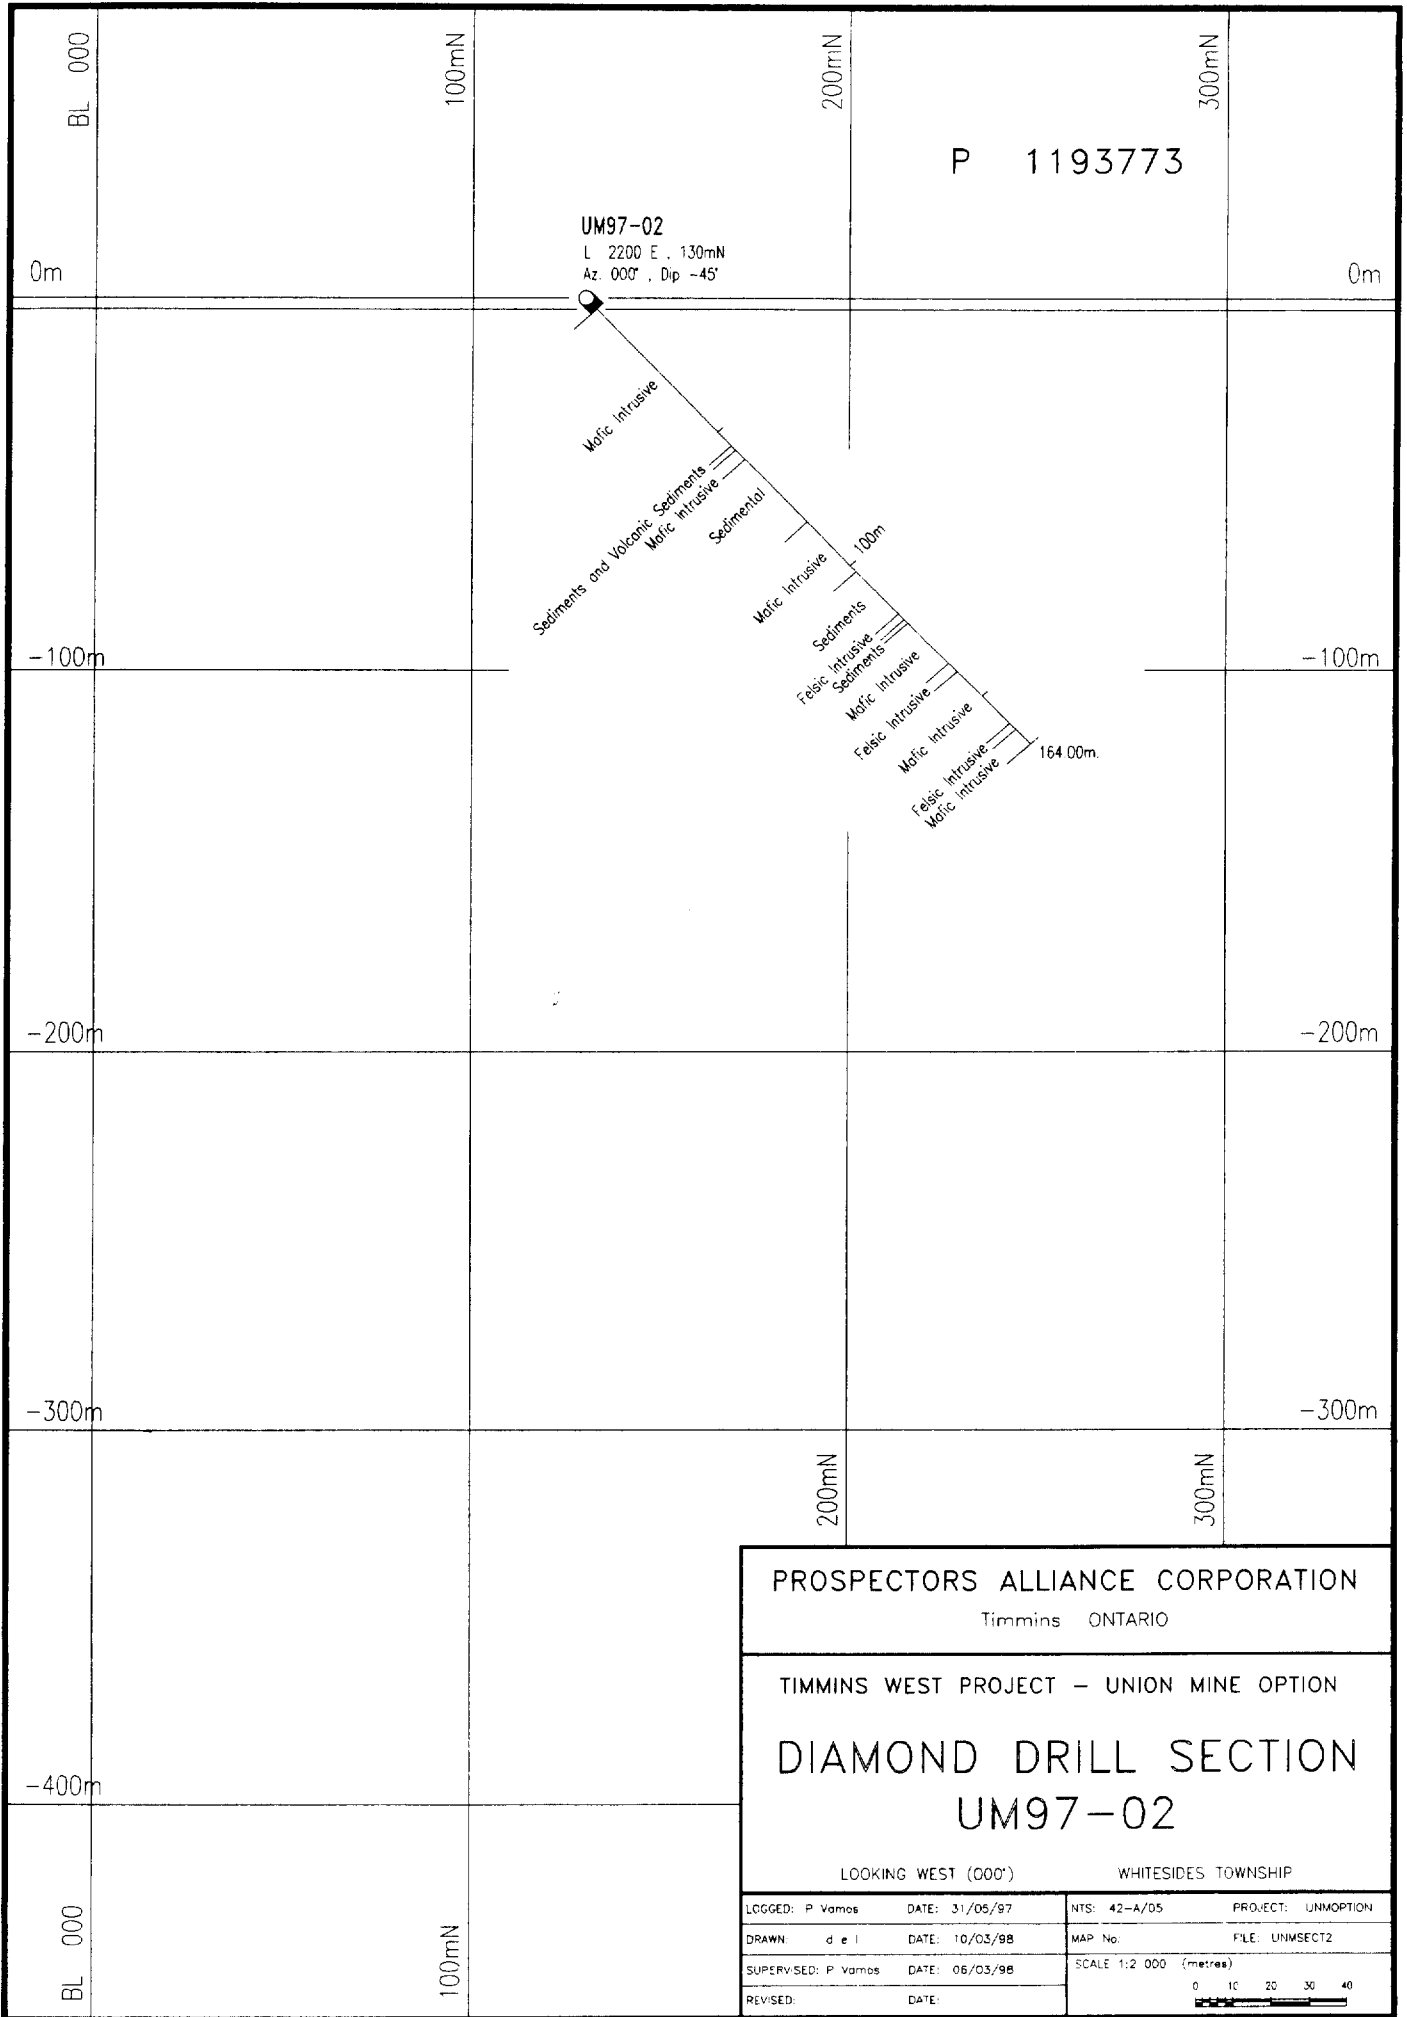 BL 000
100mN
200mN
300mN
P 1193773
UM97-02
L 2200 E , 130mN
Az. 000° , Dip -45°
0m
0m
Mafic Intrusive
Sediments and Volcanic Sediments
Mafic Intrusive
Sedimental
100m
Mafic Intrusive
Sediments
Felsic Intrusive
Sediments
Mafic Intrusive
Felsic Intrusive
Mafic Intrusive
Felsic Intrusive
Mafic Intrusive
164.00m.
-100m
-100m
-200m
-200m
-300m
-300m
200mN
300mN
-400m
BL 000
100mN
PROSPECTORS ALLIANCE CORPORATION
Timmins ONTARIO
TIMMINS WEST PROJECT - UNION MINE OPTION
DIAMOND DRILL SECTION
UM97-02
LOOKING WEST (000°) WHITESIDES TOWNSHIP
LOGGED: P Vamos DATE: 31/05/97 NTS: 42-A/05 PROJECT: UNMOPTION
DRAWN: d e l DATE: 10/03/98 MAP No: FILE: UNMSECT2
SUPERVISED: P Vamos DATE: 06/03/98 SCALE 1:2 000 (metres)
0 10 20 30 40
REVISED: DATE: